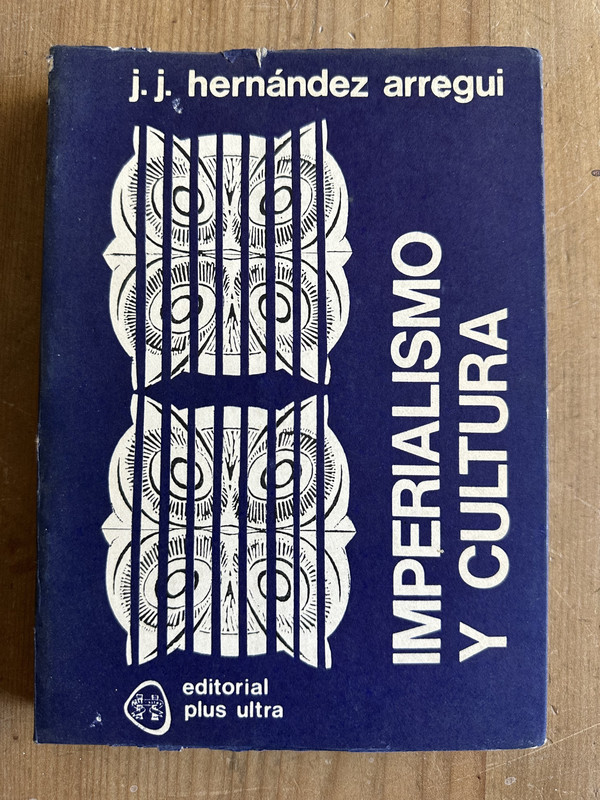 j. j. hernández arregui
IMPERIALISMO
Y CULTURA
editorial
plus ultra